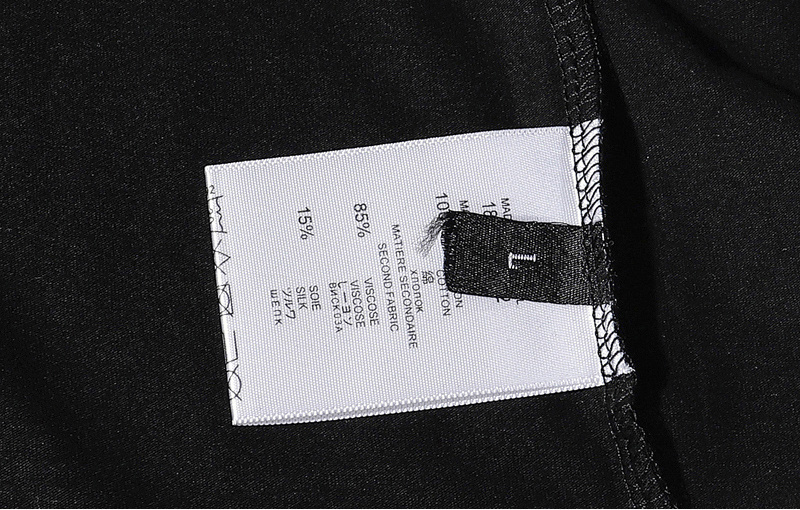 L
COTTON
綿
ХЛОПОК
MATIERE SECONDAIRE
SECOND FABRIC
85% VISCOSE
VISCOSE
レーヨン
ВИСКОЗА
15% SOIE
SILK
シルク
ШЕЛК